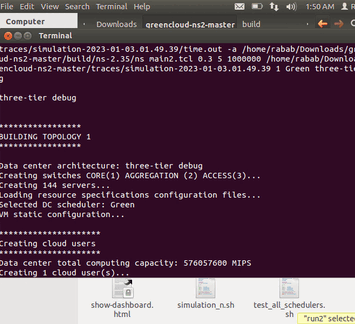 File Edit View Search Terminal Help
1:50 AM
Computer
Downloads greencloud-ns2-master build
Terminal
traces/simulation-2023-01-03.01.49.39/time.out -a /home/rabab/Downloads/gre
ud-ns2-master/build/ns-2.35/ns main2.tcl 0.3 5 1000000 /home/rabab/Download
encloud-ns2-master/traces/simulation-2023-01-03.01.49.39 1 Green three-tie
g
three-tier debug
*****************
BUILDING TOPOLOGY 1
*****************
Data center architecture: three-tier debug
Creating switches CORE(1) AGGREGATION (2) ACCESS(3)...
Creating 144 servers...
Loading resource specifications configuration files...
Selected DC scheduler: Green
VM static configuration...
*********************
Creating cloud users
*********************
Data center total computing capacity: 576057600 MIPS
Creating 1 cloud user(s)...
show-dashboard.
html
simulation_n.sh
test_all_schedulers.
sh
"run2" selected